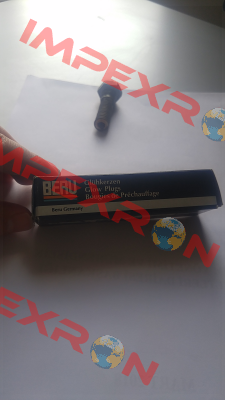 IMPEXRON
BERU
Glühkerzen
Glow Plugs
Bougies de Préchauffage
Beru Germany
IMPEXRON
IMPEXRON